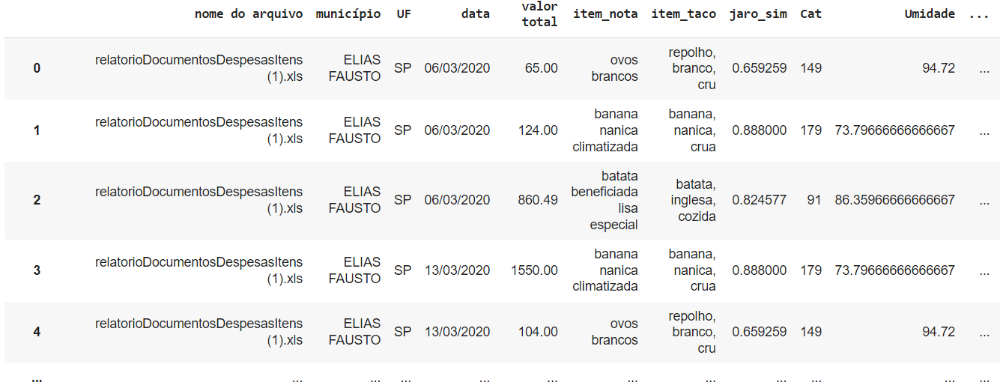 nome do arquivo município UF data valor total item_nota item_taco jaro_sim Cat Umidade ...
0 relatorioDocumentosDespesasItens (1).xls ELIAS FAUSTO SP 06/03/2020 65.00 ovos brancos repolho, branco, cru 0.659259 149 94.72 ...
1 relatorioDocumentosDespesasItens (1).xls ELIAS FAUSTO SP 06/03/2020 124.00 banana nanica climatizada banana, nanica, crua 0.888000 179 73.79666666666667 ...
2 relatorioDocumentosDespesasItens (1).xls ELIAS FAUSTO SP 06/03/2020 860.49 batata beneficiada lisa especial batata, inglesa, cozida 0.824577 91 86.35966666666667 ...
3 relatorioDocumentosDespesasItens (1).xls ELIAS FAUSTO SP 13/03/2020 1550.00 banana nanica climatizada banana, nanica, crua 0.888000 179 73.79666666666667 ...
4 relatorioDocumentosDespesasItens (1).xls ELIAS FAUSTO SP 13/03/2020 104.00 ovos brancos repolho, branco, cru 0.659259 149 94.72 ...
... ... ... ... ... ... ... ... ... ... ... ...